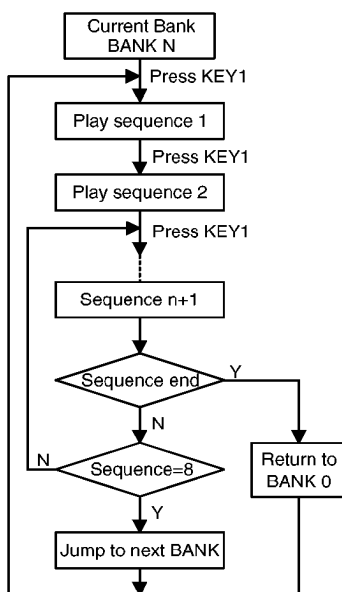 Current Bank
BANK N
Press KEY1
Play sequence 1
Press KEY1
Play sequence 2
Press KEY1
Sequence n+1
Sequence end
Y
N
N
Sequence=8
Return to
BANK 0
Y
Jump to next BANK